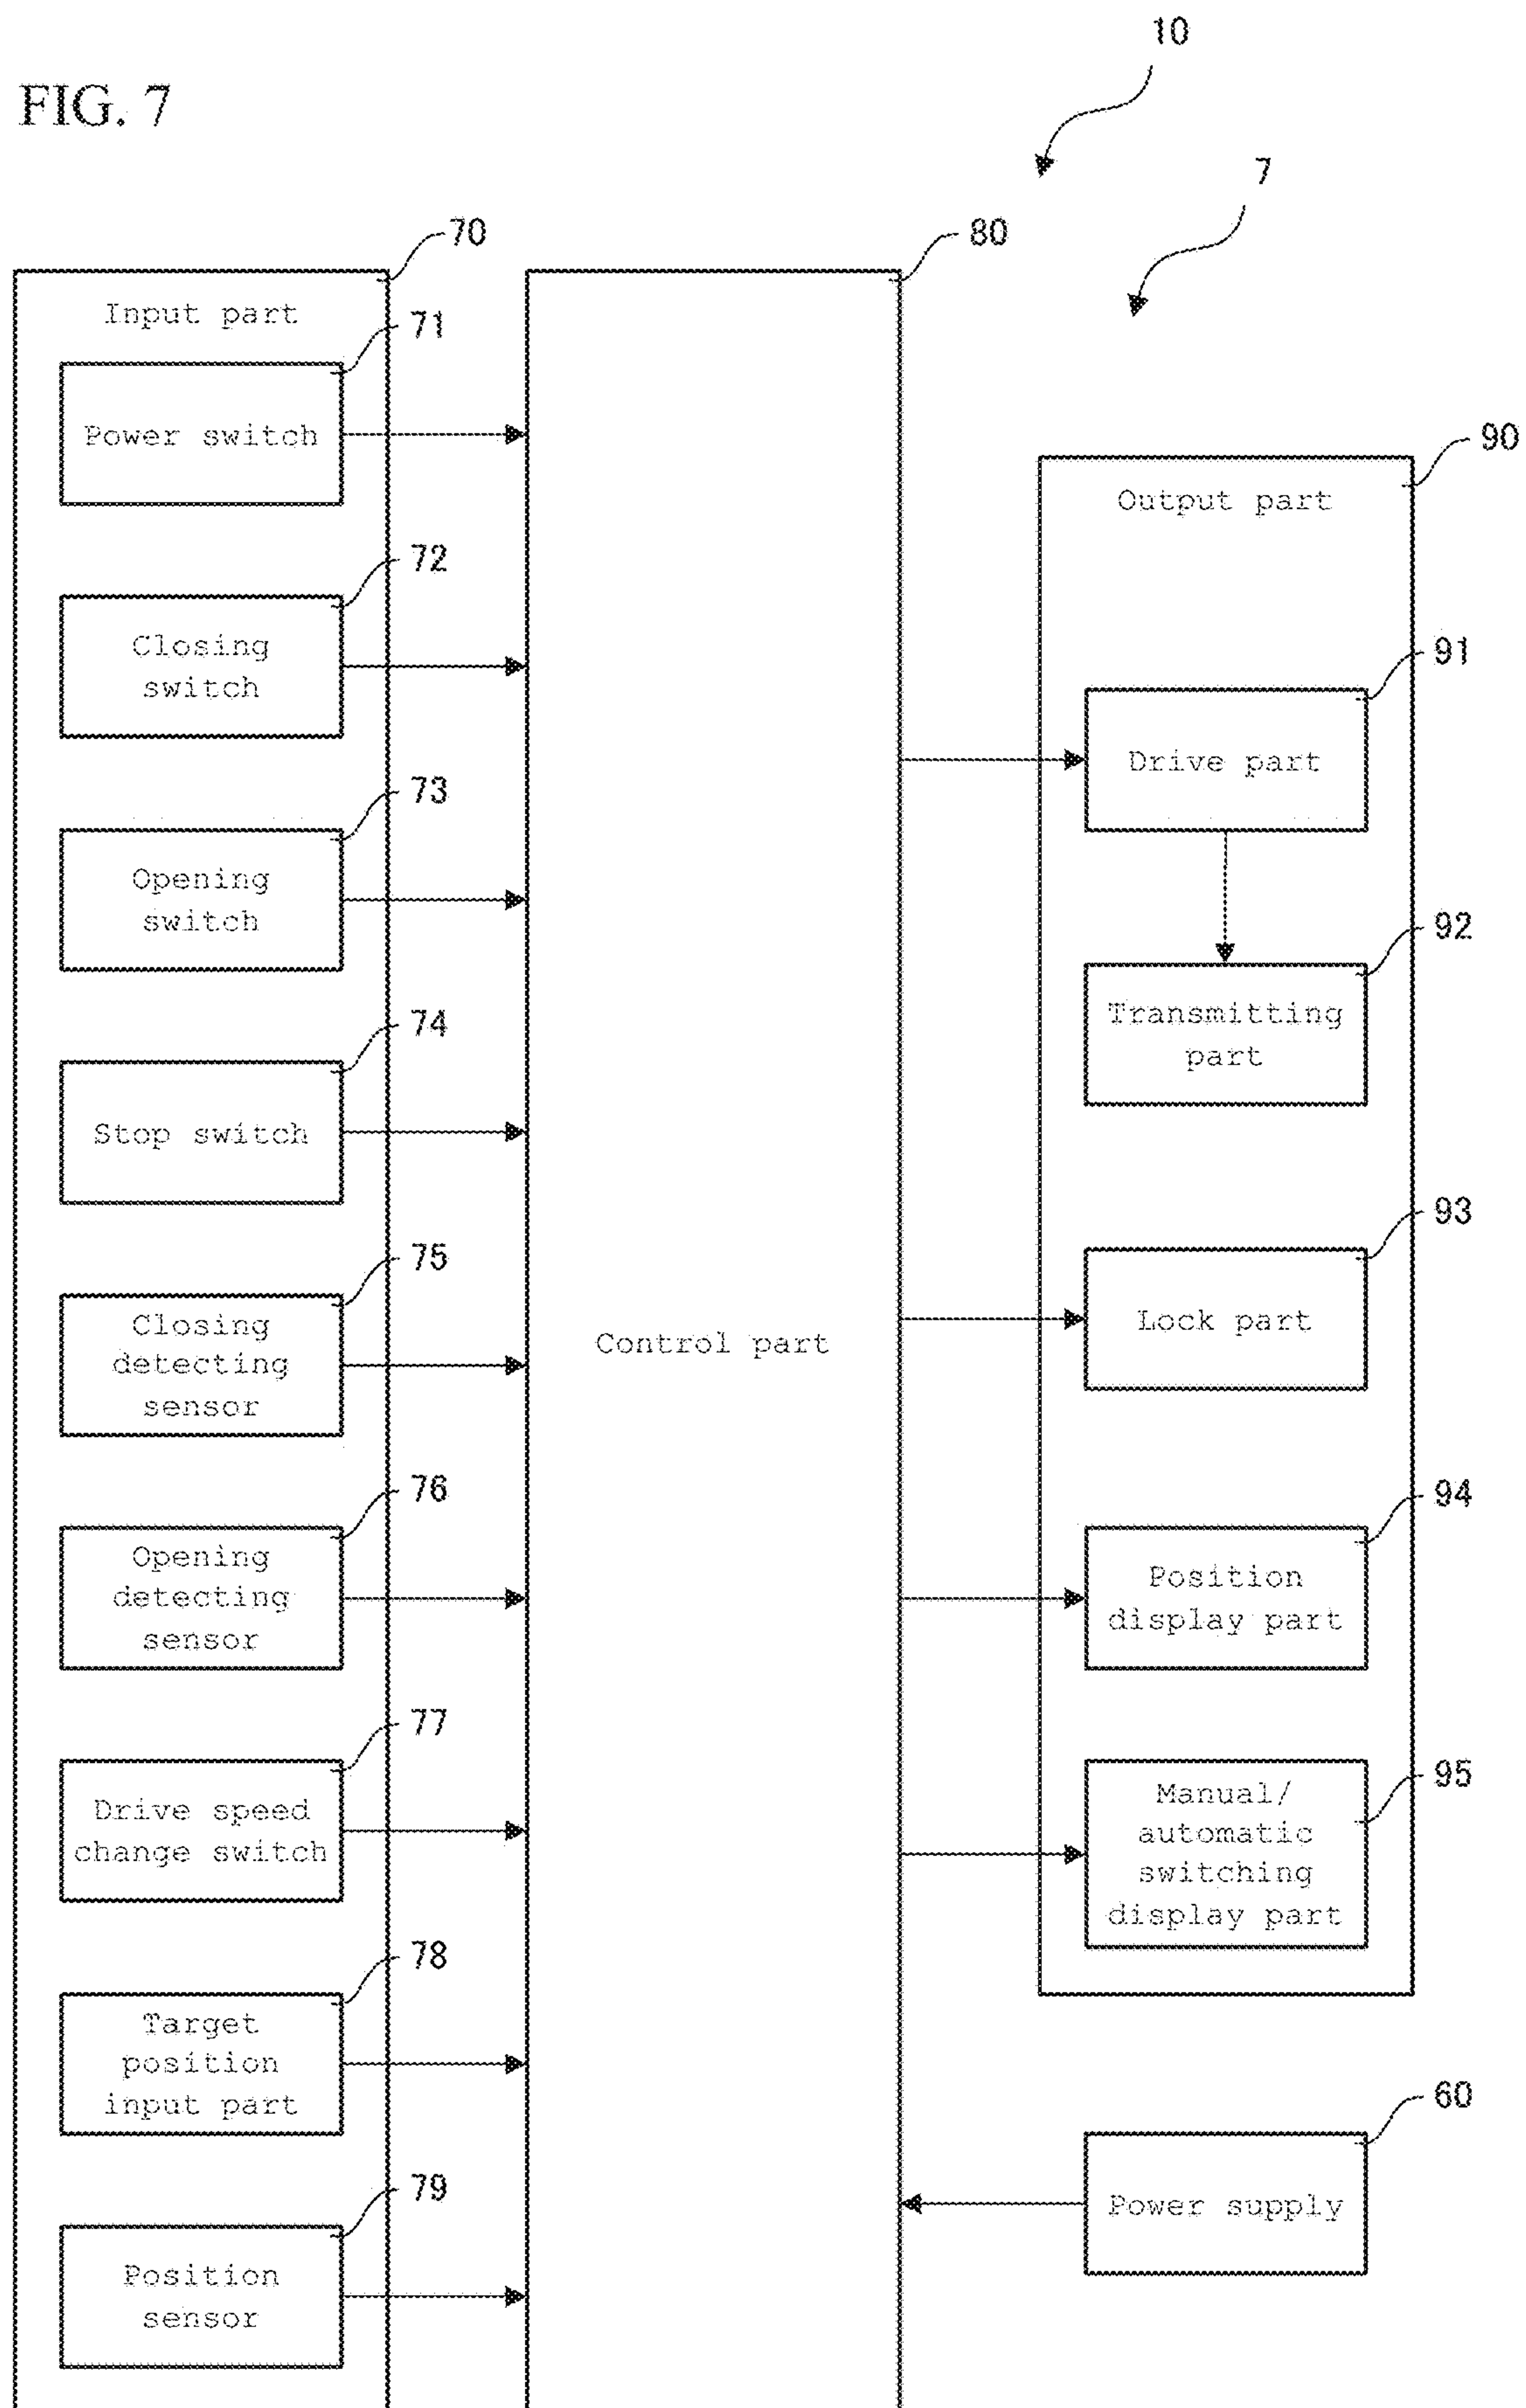 FIG. 7
10
7
70
Input part
71
Power switch
72
Closing
switch
73
Opening
switch
74
Stop switch
75
Closing
detecting
sensor
76
Opening
detecting
sensor
77
Drive speed
change switch
78
Target
position
input part
79
Position
sensor
80
Control part
90
Output part
91
Drive part
92
Transmitting
part
93
Lock part
94
Position
display part
95
Manual/
automatic
switching
display part
60
Power supply